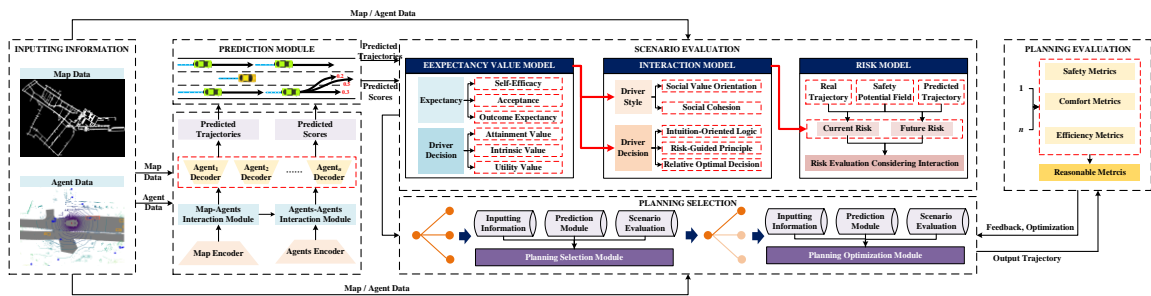 Map / Agent Data
INPUTTING INFORMATION
Map Data
Agent Data
Map
Data
Agent
Data
PREDICTION MODULE
0.2
0.5
0.3
Predicted
Trajectories
Predicted
Scores
Agent1
Decoder
Agent2
Decoder
......
Agentn
Decoder
Map-Agents
Interaction Module
Agents-Agents
Interaction Module
Map Encoder
Agents Encoder
Predicted
Trajectories
Predicted
Scores
SCENARIO EVALUATION
EEXPECTANCY VALUE MODEL
Expectancy
Self-Efficacy
Acceptance
Outcome Expectancy
Driver
Decision
Attainment Value
Intrinsic Value
Utility Value
INTERACTION MODEL
Driver
Style
Social Value Orientation
Social Cohesion
Driver
Decision
Intuition-Oriented Logic
Risk-Guided Principle
Relative Optimal Decision
RISK MODEL
Real
Trajectory
Safety
Potential Field
Predicted
Trajectory
Current Risk
Future Risk
Risk Evaluation Considering Interaction
PLANNING SELECTION
Inputting
Information
Prediction
Module
Scenario
Evaluation
Planning Selection Module
Inputting
Information
Prediction
Module
Scenario
Evaluation
Planning Optimization Module
PLANNING EVALUATION
Safety Metrics
1
Comfort Metrics
n
Efficiency Metrics
Reasonable Metrcis
Feedback, Optimization
Output Trajectory
Map / Agent Data